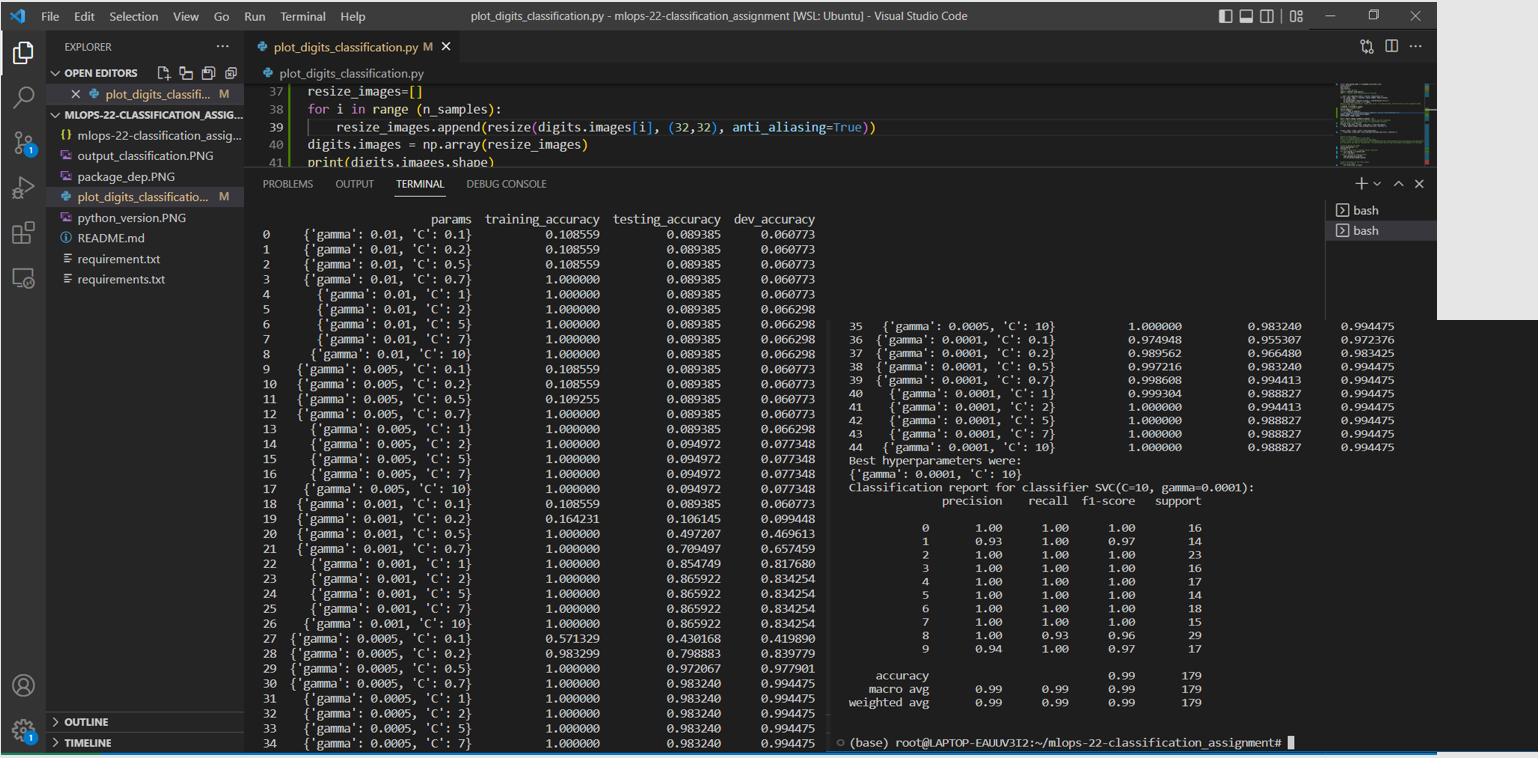 File Edit Selection View Go Run Terminal Help
plot_digits_classification.py - mlops-22-classification_assignment [WSL: Ubuntu] - Visual Studio Code
EXPLORER
OPEN EDITORS
plot_digits_classifi... M
MLOPS-22-CLASSIFICATION_ASSIG...
{} mlops-22-classification_assig...
output_classification.PNG
package_dep.PNG
plot_digits_classificatio... M
python_version.PNG
README.md
requirement.txt
requirements.txt
OUTLINE
TIMELINE
1
1
plot_digits_classification.py M
plot_digits_classification.py
37 resize_images=[]
38 for i in range (n_samples):
39 resize_images.append(resize(digits.images[i], (32,32), anti_aliasing=True))
40 digits.images = np.array(resize_images)
41 print(digits.images.shape)
PROBLEMS OUTPUT TERMINAL DEBUG CONSOLE
bash
bash
params training_accuracy testing_accuracy dev_accuracy
0 {'gamma': 0.01, 'C': 0.1} 0.108559 0.089385 0.060773
1 {'gamma': 0.01, 'C': 0.2} 0.108559 0.089385 0.060773
2 {'gamma': 0.01, 'C': 0.5} 0.108559 0.089385 0.060773
3 {'gamma': 0.01, 'C': 0.7} 1.000000 0.089385 0.060773
4 {'gamma': 0.01, 'C': 1} 1.000000 0.089385 0.060773
5 {'gamma': 0.01, 'C': 2} 1.000000 0.089385 0.066298
6 {'gamma': 0.01, 'C': 5} 1.000000 0.089385 0.066298
7 {'gamma': 0.01, 'C': 7} 1.000000 0.089385 0.066298
8 {'gamma': 0.01, 'C': 10} 1.000000 0.089385 0.066298
9 {'gamma': 0.005, 'C': 0.1} 0.108559 0.089385 0.060773
10 {'gamma': 0.005, 'C': 0.2} 0.108559 0.089385 0.060773
11 {'gamma': 0.005, 'C': 0.5} 0.109255 0.089385 0.060773
12 {'gamma': 0.005, 'C': 0.7} 1.000000 0.089385 0.060773
13 {'gamma': 0.005, 'C': 1} 1.000000 0.089385 0.066298
14 {'gamma': 0.005, 'C': 2} 1.000000 0.094972 0.077348
15 {'gamma': 0.005, 'C': 5} 1.000000 0.094972 0.077348
16 {'gamma': 0.005, 'C': 7} 1.000000 0.094972 0.077348
17 {'gamma': 0.005, 'C': 10} 1.000000 0.094972 0.077348
18 {'gamma': 0.001, 'C': 0.1} 0.108559 0.089385 0.060773
19 {'gamma': 0.001, 'C': 0.2} 0.164231 0.106145 0.099448
20 {'gamma': 0.001, 'C': 0.5} 1.000000 0.497207 0.469613
21 {'gamma': 0.001, 'C': 0.7} 1.000000 0.709497 0.657459
22 {'gamma': 0.001, 'C': 1} 1.000000 0.854749 0.817680
23 {'gamma': 0.001, 'C': 2} 1.000000 0.865922 0.834254
24 {'gamma': 0.001, 'C': 5} 1.000000 0.865922 0.834254
25 {'gamma': 0.001, 'C': 7} 1.000000 0.865922 0.834254
26 {'gamma': 0.001, 'C': 10} 1.000000 0.865922 0.834254
27 {'gamma': 0.0005, 'C': 0.1} 0.571329 0.430168 0.419890
28 {'gamma': 0.0005, 'C': 0.2} 0.983299 0.798883 0.839779
29 {'gamma': 0.0005, 'C': 0.5} 1.000000 0.972067 0.977901
30 {'gamma': 0.0005, 'C': 0.7} 1.000000 0.983240 0.994475
31 {'gamma': 0.0005, 'C': 1} 1.000000 0.983240 0.994475
32 {'gamma': 0.0005, 'C': 2} 1.000000 0.983240 0.994475
33 {'gamma': 0.0005, 'C': 5} 1.000000 0.983240 0.994475
34 {'gamma': 0.0005, 'C': 7} 1.000000 0.983240 0.994475
35 {'gamma': 0.0005, 'C': 10} 1.000000 0.983240 0.994475
36 {'gamma': 0.0001, 'C': 0.1} 0.974948 0.955307 0.972376
37 {'gamma': 0.0001, 'C': 0.2} 0.989562 0.966480 0.983425
38 {'gamma': 0.0001, 'C': 0.5} 0.997216 0.983240 0.994475
39 {'gamma': 0.0001, 'C': 0.7} 0.998608 0.994413 0.994475
40 {'gamma': 0.0001, 'C': 1} 0.999304 0.988827 0.994475
41 {'gamma': 0.0001, 'C': 2} 1.000000 0.994413 0.994475
42 {'gamma': 0.0001, 'C': 5} 1.000000 0.988827 0.994475
43 {'gamma': 0.0001, 'C': 7} 1.000000 0.988827 0.994475
44 {'gamma': 0.0001, 'C': 10} 1.000000 0.988827 0.994475
Best hyperparameters were:
{'gamma': 0.0001, 'C': 10}
Classification report for classifier SVC(C=10, gamma=0.0001):
precision recall f1-score support
0 1.00 1.00 1.00 16
1 0.93 1.00 0.97 14
2 1.00 1.00 1.00 23
3 1.00 1.00 1.00 16
4 1.00 1.00 1.00 17
5 1.00 1.00 1.00 14
6 1.00 1.00 1.00 18
7 1.00 1.00 1.00 15
8 1.00 0.93 0.96 29
9 0.94 1.00 0.97 17
accuracy 0.99 179
macro avg 0.99 0.99 0.99 179
weighted avg 0.99 0.99 0.99 179
(base) root@LAPTOP-EAUUV3I2:~/mlops-22-classification_assignment#